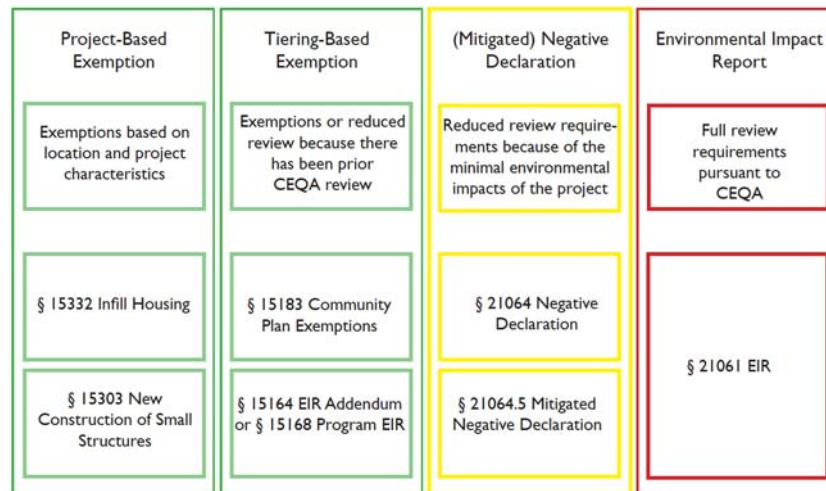 Project-Based
Exemption
Exemptions based on
location and project
characteristics
§ 15332 Infill Housing
§ 15303 New
Construction of Small
Structures
Tiering-Based
Exemption
Exemptions or reduced
review because there
has been prior
CEQA review
§ 15183 Community
Plan Exemptions
§ 15164 EIR Addendum
or § 15168 Program EIR
(Mitigated) Negative
Declaration
Reduced review require-
ments because of the
minimal environmental
impacts of the project
§ 21064 Negative
Declaration
§ 21064.5 Mitigated
Negative Declaration
Environmental Impact
Report
Full review
requirements
pursuant to
CEQA
§ 21061 EIR